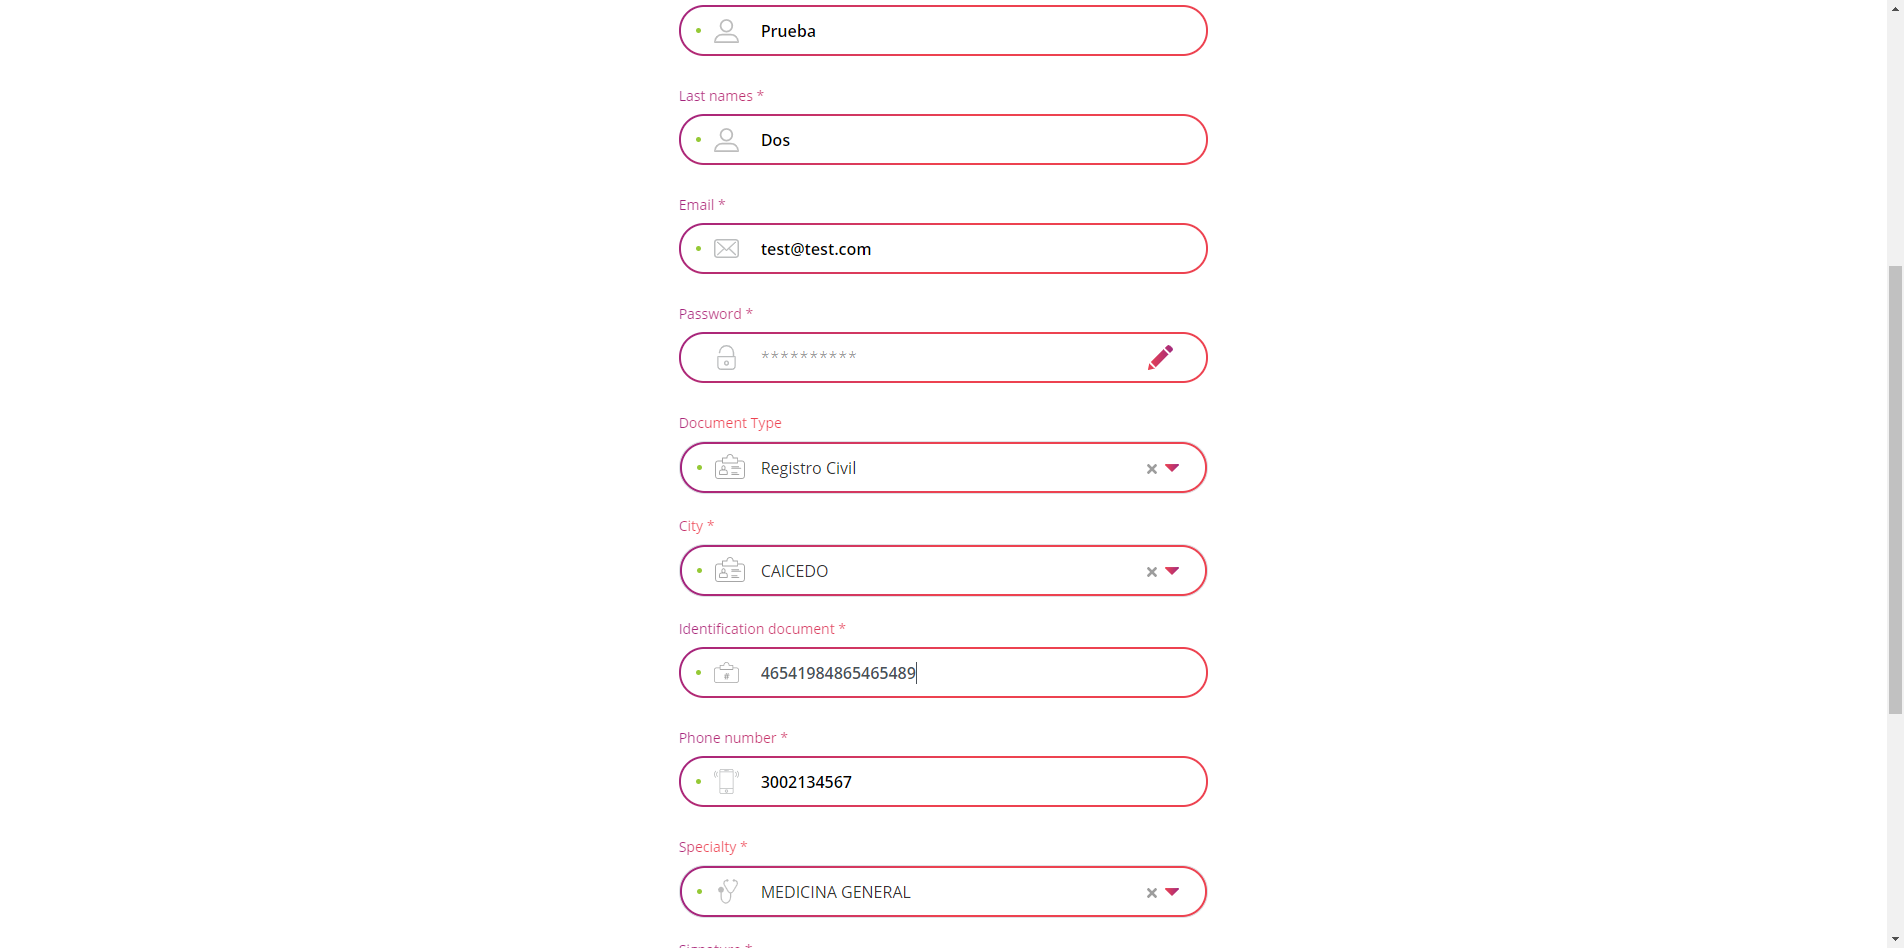 Prueba
Last names *
Dos
Email *
test@test.com
Password *
**********
Document Type
Registro Civil
City *
CAICEDO
Identification document *
#
46541984865465489
Phone number *
3002134567
Specialty *
MEDICINA GENERAL
Signature *